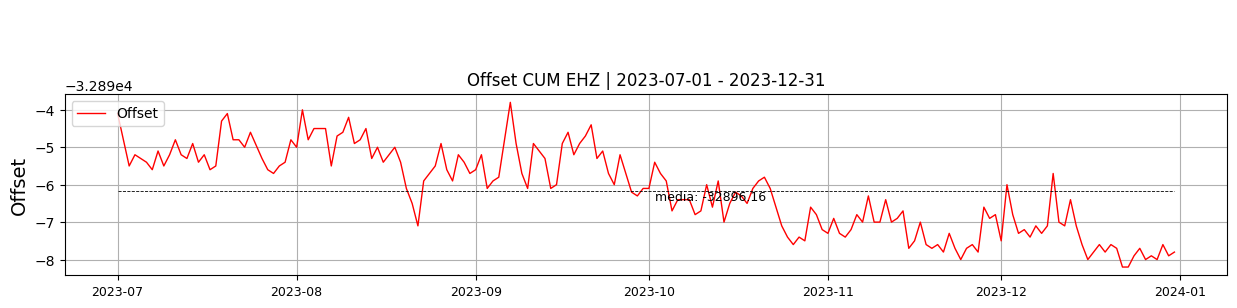 Offset CUM EHZ | 2023-07-01 - 2023-12-31
−3.289e4
Offset
Offset
−4
−5
−6
−7
−8
media: -32896.16
2023-07 2023-08 2023-09 2023-10 2023-11 2023-12 2024-01